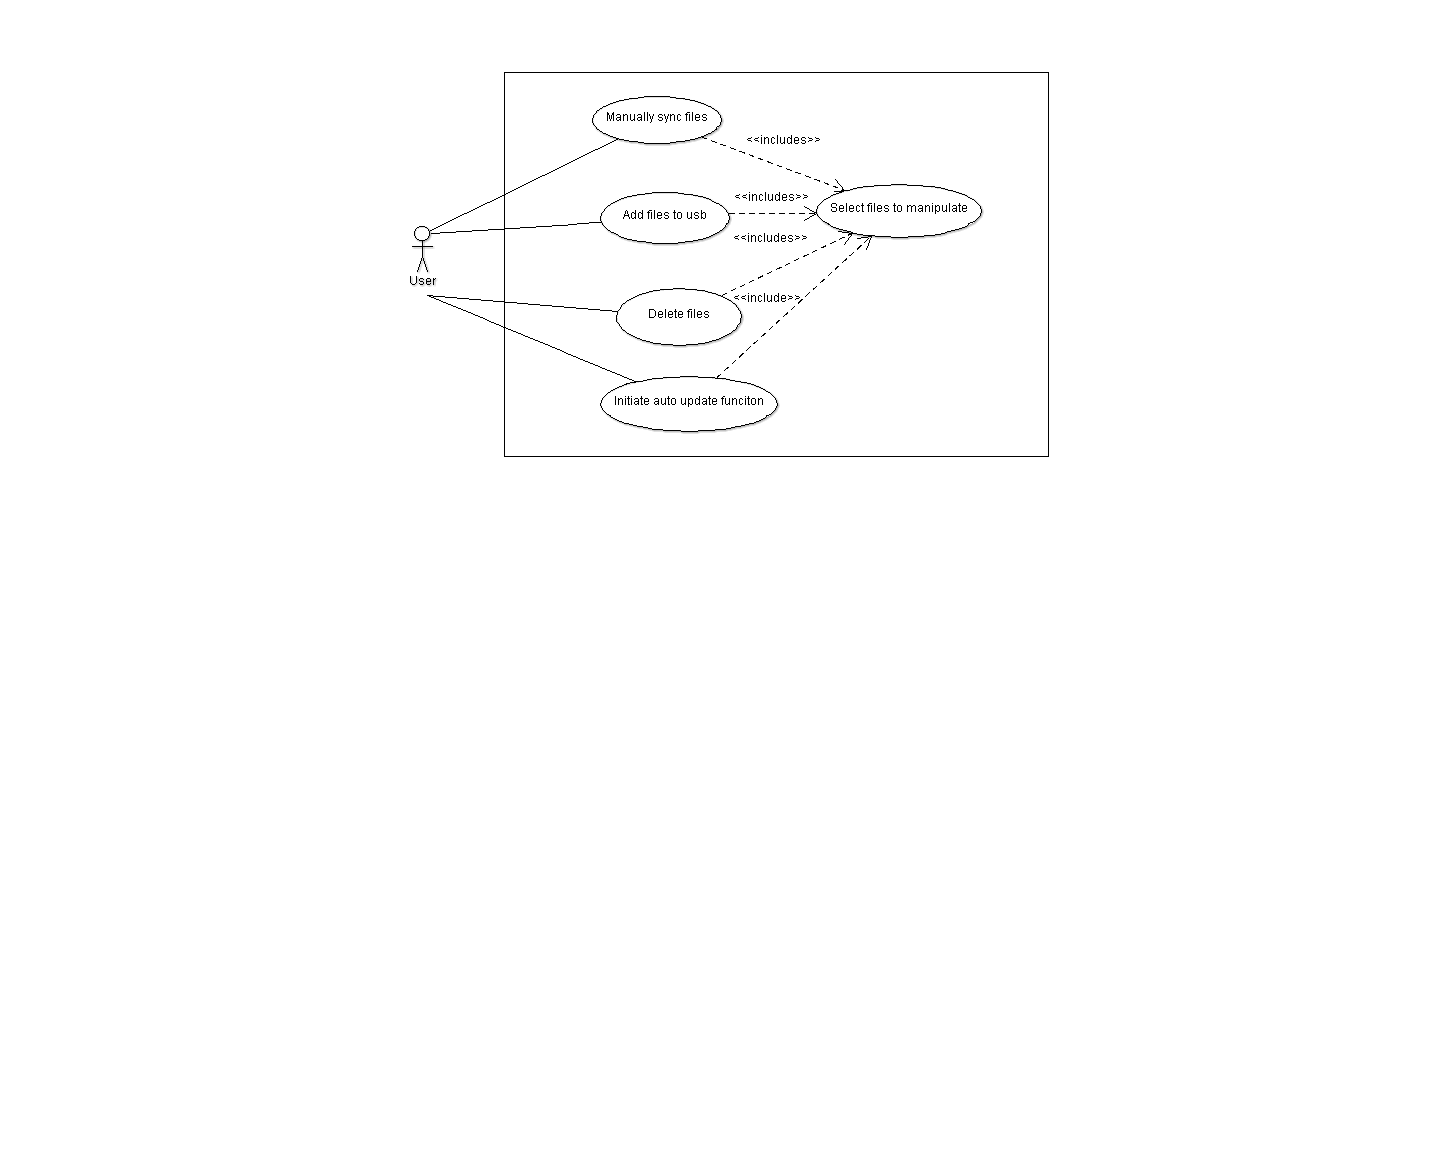 Manually sync files
<<includes>>
<<includes>>
Select files to manipulate
Add files to usb
<<includes>>
User
<<include>>
Delete files
Initiate auto update funciton